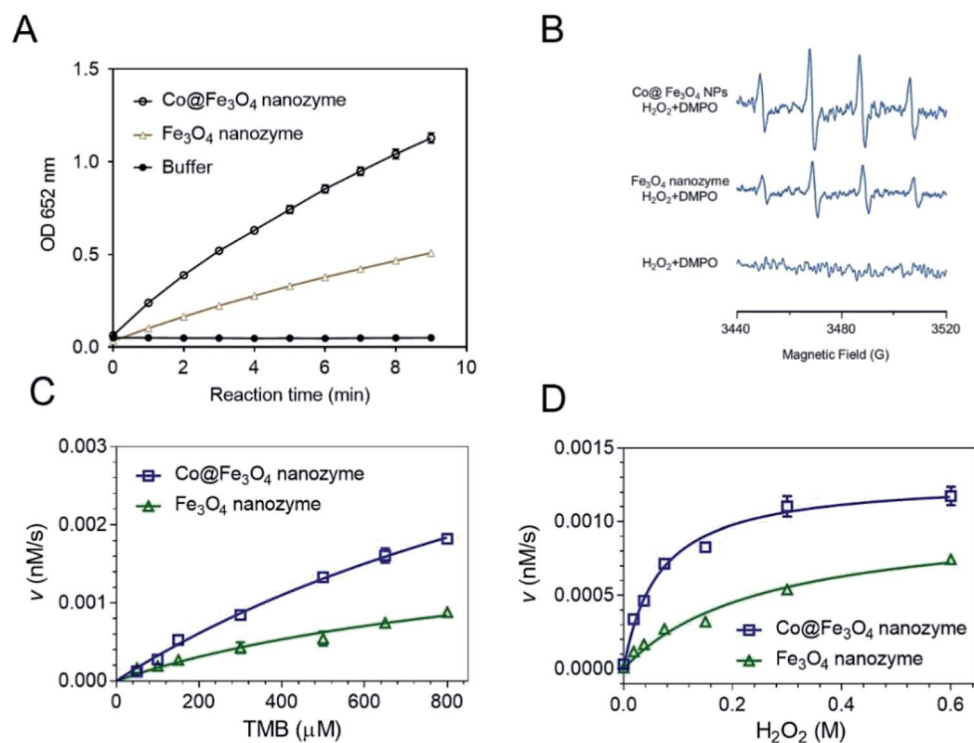 A
OD 652 nm
1.5
1.0
0.5
0.0
Co@Fe₃O₄ nanozyme
Fe₃O₄ nanozyme
Buffer
0 2 4 6 8 10
Reaction time (min)
B
Co@ Fe₃O₄ NPs
H₂O₂+DMPO
Fe₃O₄ nanozyme
H₂O₂+DMPO
H₂O₂+DMPO
3440 3480 3520
Magnetic Field (G)
C
v (nM/s)
0.003
0.002
0.001
0.000
Co@Fe₃O₄ nanozyme
Fe₃O₄ nanozyme
0 200 400 600 800
TMB (μM)
D
v (nM/s)
0.0015
0.0010
0.0005
0.0000
Co@Fe₃O₄ nanozyme
Fe₃O₄ nanozyme
0.0 0.2 0.4 0.6
H₂O₂ (M)